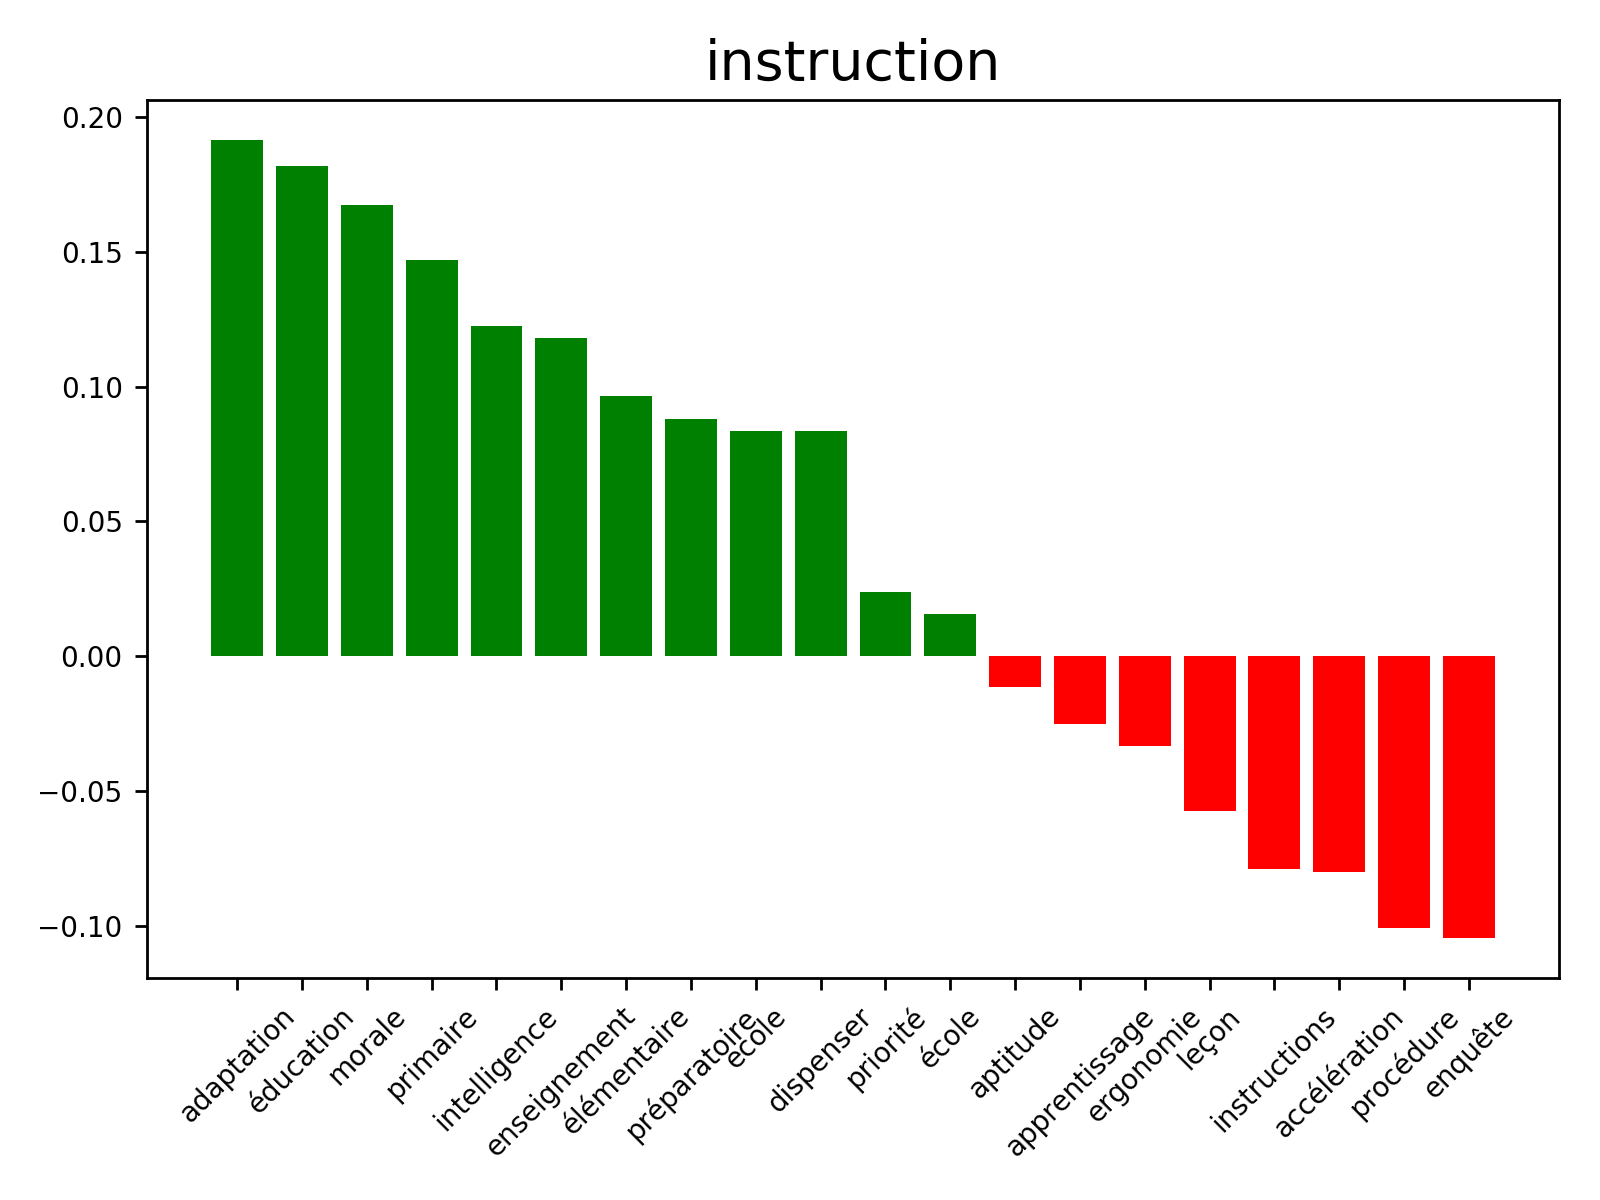 instruction
0.20
0.15
0.10
0.05
0.00
−0.05
−0.10
adaptation
éducation
morale
primaire
intelligence
enseignement
élémentaire
préparatoire
école
dispenser
priorité
école
aptitude
apprentissage
ergonomie
leçon
instructions
accélération
procédure
enquête